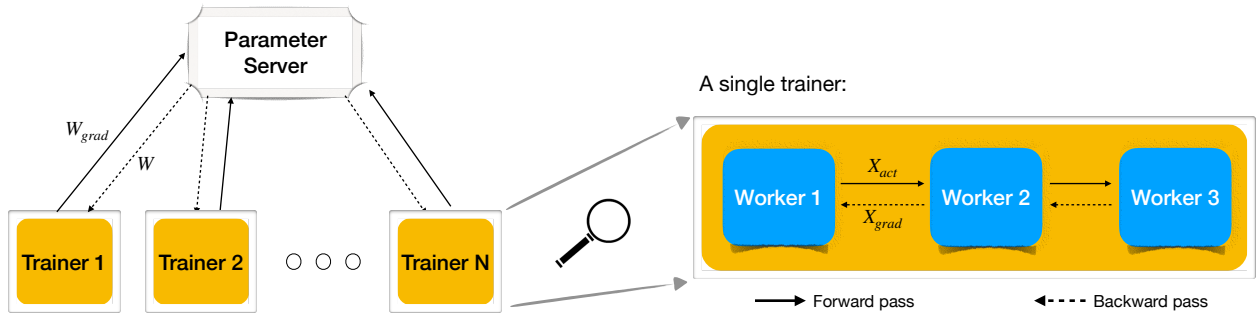 Parameter
Server
A single trainer:
W_grad
W
Trainer 1
Trainer 2
Trainer N
Worker 1
X_act
X_grad
Worker 2
Worker 3
Forward pass
Backward pass